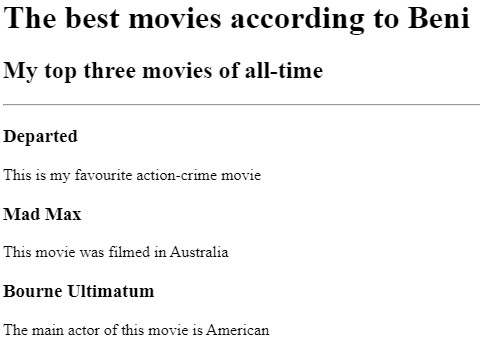 The best movies according to Beni
My top three movies of all-time
Departed
This is my favourite action-crime movie
Mad Max
This movie was filmed in Australia
Bourne Ultimatum
The main actor of this movie is American